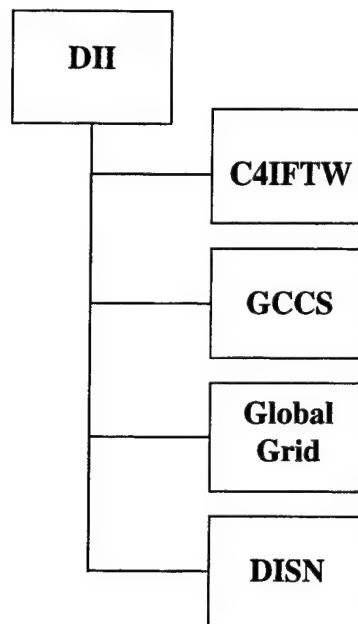 DII
C4IFTW
GCCS
Global
Grid
DISN